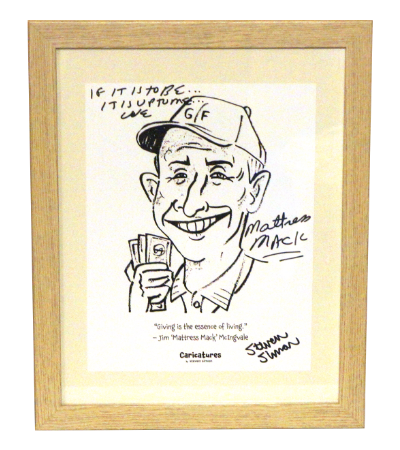 IF IT IS TO BE...
IT IS UP TO ME...
WE
G/F
Mattress
MACK
"Giving is the essence of living."
- Jim "Mattress Mack" McIngvale
Caricatures
BY STEVEN SIMON
Steven
Simon